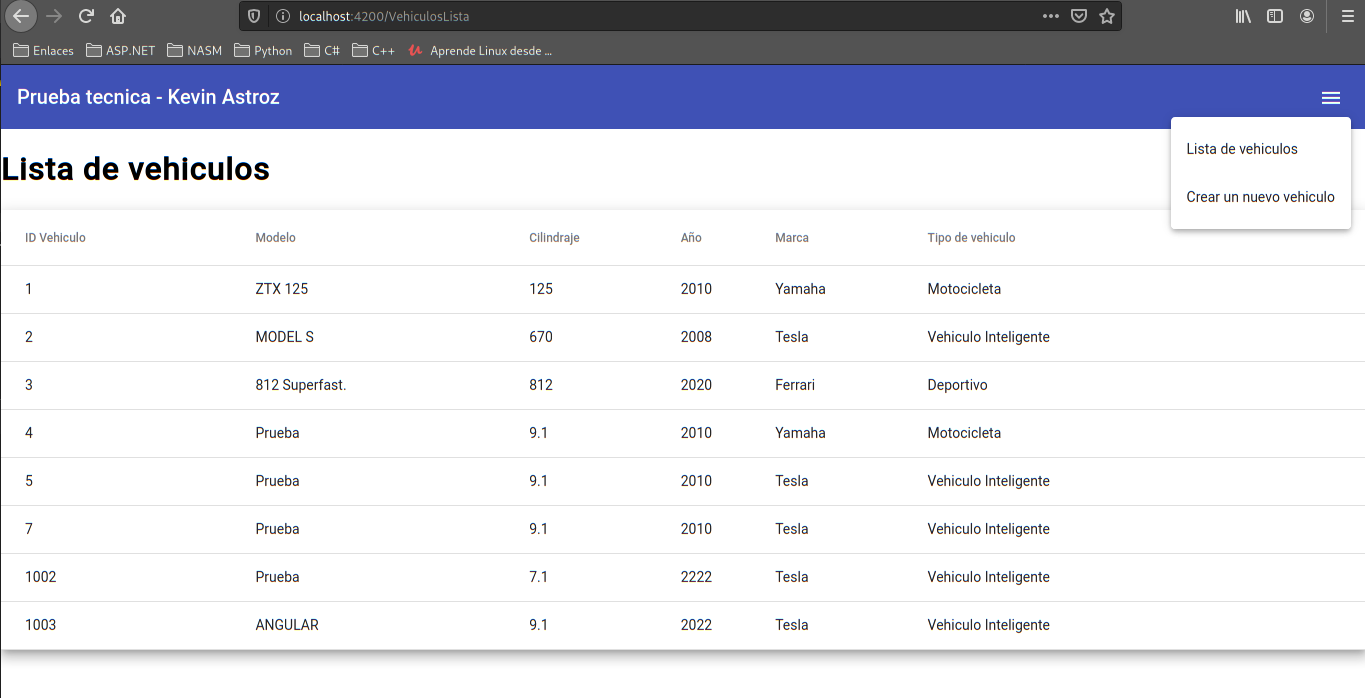 localhost:4200/VehiculosLista
Enlaces ASP.NET NASM Python C# C++ Aprende Linux desde ...
Prueba tecnica - Kevin Astroz
Lista de vehiculos
Crear un nuevo vehiculo
Lista de vehiculos
ID Vehiculo Modelo Cilindraje Año Marca Tipo de vehiculo
1 ZTX 125 125 2010 Yamaha Motocicleta
2 MODEL S 670 2008 Tesla Vehiculo Inteligente
3 812 Superfast. 812 2020 Ferrari Deportivo
4 Prueba 9.1 2010 Yamaha Motocicleta
5 Prueba 9.1 2010 Tesla Vehiculo Inteligente
7 Prueba 9.1 2010 Tesla Vehiculo Inteligente
1002 Prueba 7.1 2222 Tesla Vehiculo Inteligente
1003 ANGULAR 9.1 2022 Tesla Vehiculo Inteligente